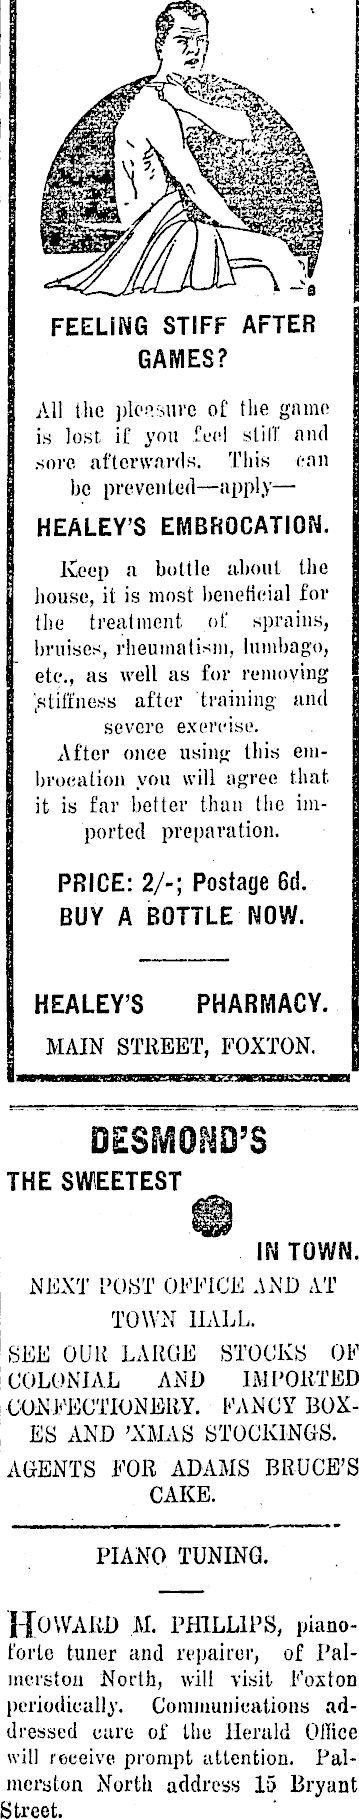 FEELING STIFF AFTER
GAMES?
All the pleasure of the game
is lost if you feel stiff and
sore afterwards. This can
be prevented—apply—
HEALEY'S EMBROCATION.
Keep a bottle about the
house, it is most beneficial for
the treatment of sprains,
bruises, rheumatism, lumbago,
etc., as well as for removing
stiffness after training and
severe exercise.
After once using this em-
brocation you will agree that
it is far better than the im-
ported preparation.
PRICE: 2/-; Postage 6d.
BUY A BOTTLE NOW.
HEALEY'S PHARMACY.
MAIN STREET, FOXTON.
DESMOND'S
THE SWEETEST
IN TOWN.
NEXT POST OFFICE AND AT
TOWN HALL.
SEE OUR LARGE STOCKS OF
COLONIAL AND IMPORTED
CONFECTIONERY. FANCY BOX-
ES AND 'XMAS STOCKINGS.
AGENTS FOR ADAMS BRUCE'S
CAKE.
PIANO TUNING.
HOWARD M. PHILLIPS, piano-
forte tuner and repairer, of Pal-
merston North, will visit Foxton
periodically. Communications ad-
dressed care of the Herald Office
will receive prompt attention. Pal-
merston North address 15 Bryant
Street.